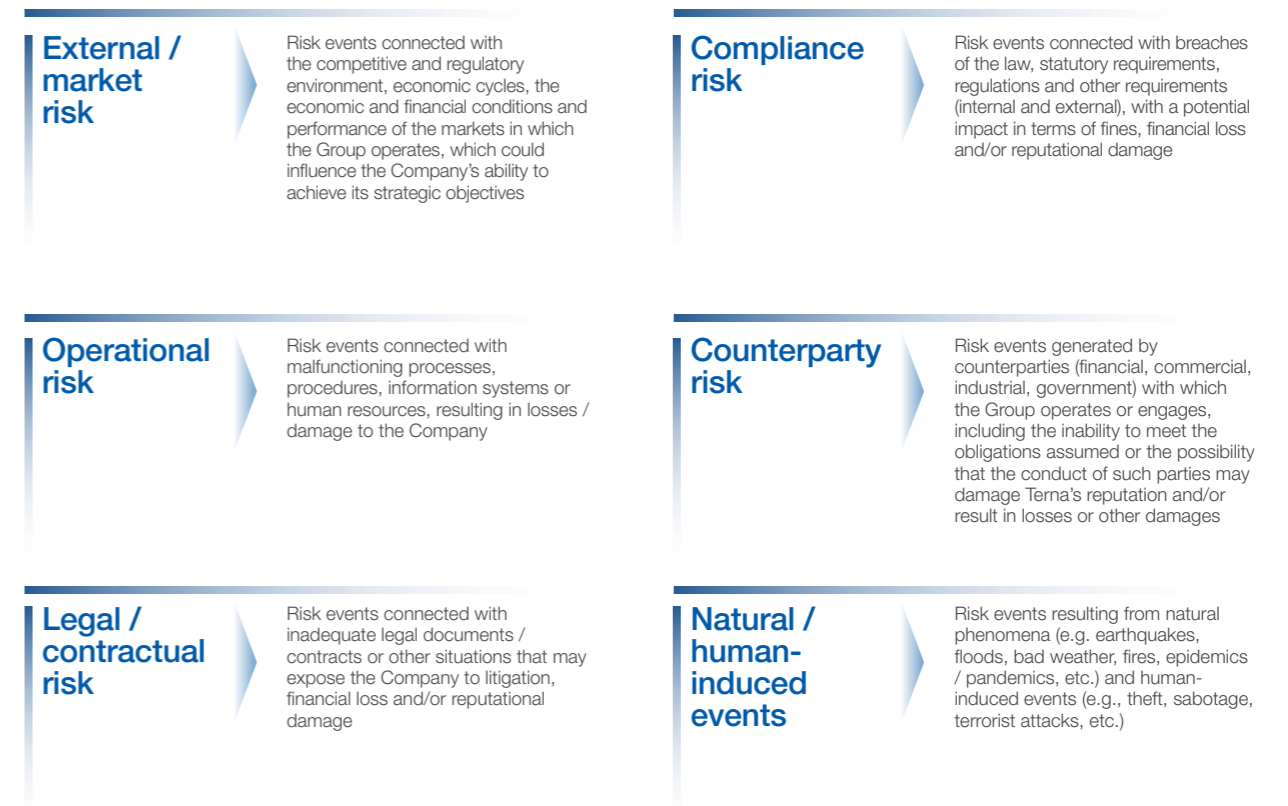 External /
market
risk
Risk events connected with
the competitive and regulatory
environment, economic cycles, the
economic and financial conditions and
performance of the markets in which
the Group operates, which could
influence the Company's ability to
achieve its strategic objectives
Compliance
risk
Risk events connected with breaches
of the law, statutory requirements,
regulations and other requirements
(internal and external), with a potential
impact in terms of fines, financial loss
and/or reputational damage
Operational
risk
Risk events connected with
malfunctioning processes,
procedures, information systems or
human resources, resulting in losses /
damage to the Company
Counterparty
risk
Risk events generated by
counterparties (financial, commercial,
industrial, government) with which
the Group operates or engages,
including the inability to meet the
obligations assumed or the possibility
that the conduct of such parties may
damage Terna's reputation and/or
result in losses or other damages
Legal /
contractual
risk
Risk events connected with
inadequate legal documents /
contracts or other situations that may
expose the Company to litigation,
financial loss and/or reputational
damage
Natural /
human-
induced
events
Risk events resulting from natural
phenomena (e.g. earthquakes,
floods, bad weather, fires, epidemics
/ pandemics, etc.) and human-
induced events (e.g., theft, sabotage,
terrorist attacks, etc.)